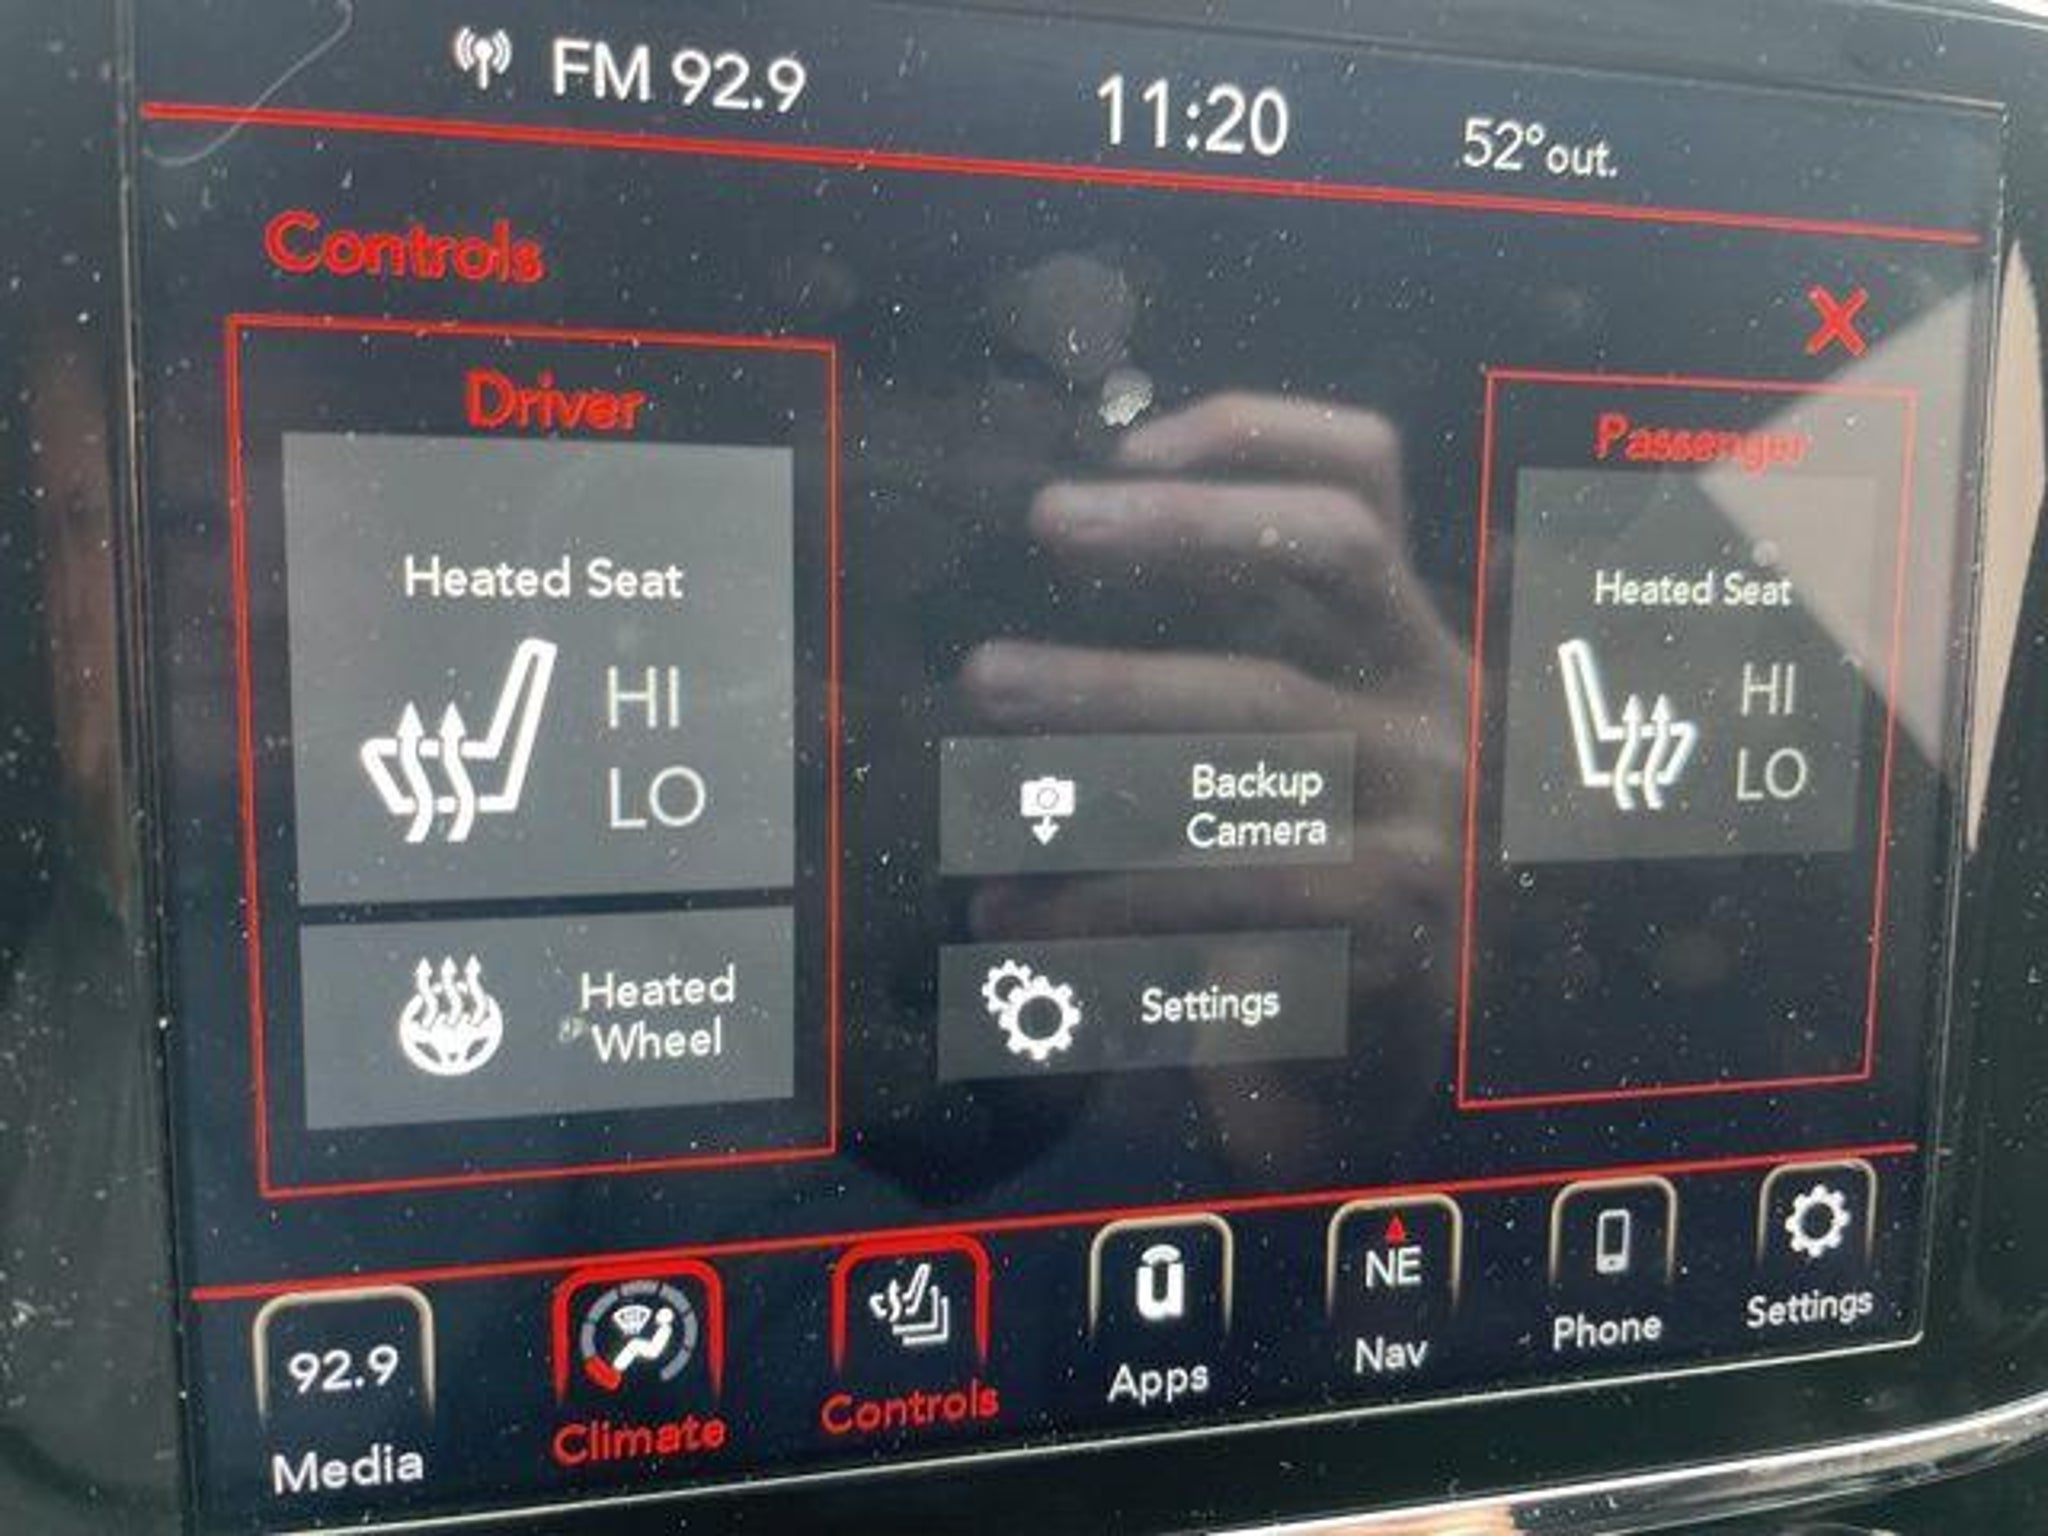 FM 92.9 11:20 52°out.
Controls
X
Driver
Heated Seat
HI
LO
Heated
Wheel
Backup
Camera
Settings
Passenger
Heated Seat
HI
LO
92.9
Media
Climate
Controls
Apps
NE
Nav
Phone
Settings